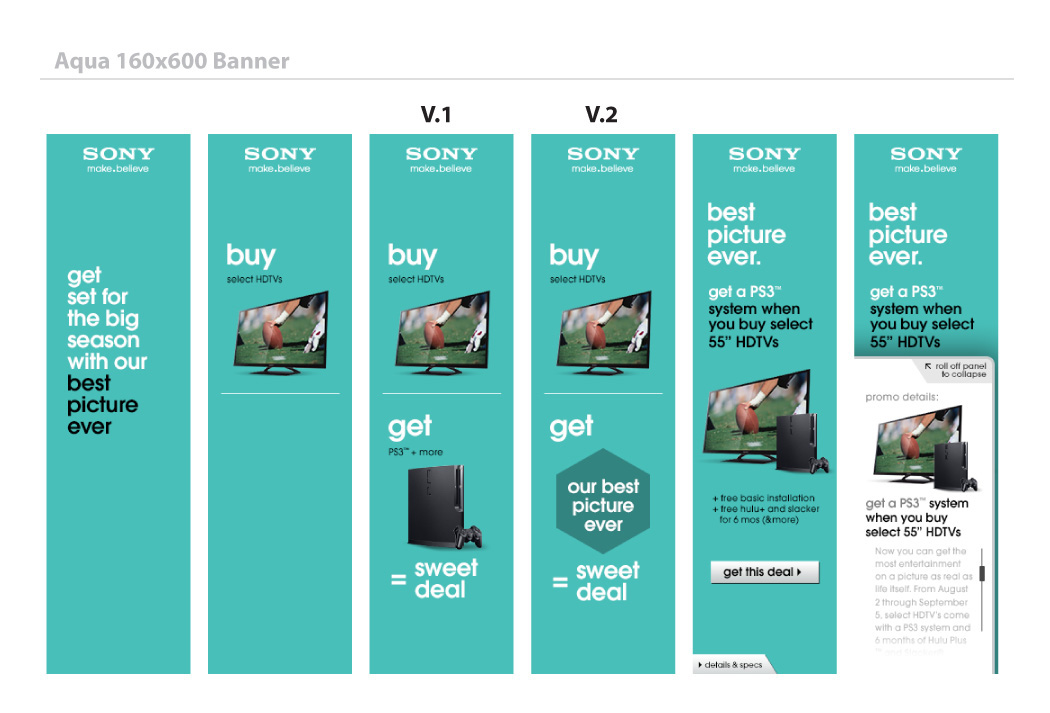 Aqua 160x600 Banner
V.1
V.2
SONY
make.believe
get
set for
the big
season
with our
best
picture
ever
SONY
make.believe
buy
select HDTVs
SONY
make.believe
buy
select HDTVs
get
PS3™ + more
= sweet
deal
SONY
make.believe
buy
select HDTVs
get
our best
picture
ever
= sweet
deal
SONY
make.believe
best
picture
ever.
get a PS3™
system when
you buy select
55" HDTVs
+ free basic installation
+ free hulu+ and slacker
for 6 mos (&more)
get this deal
details & specs
SONY
make.believe
best
picture
ever.
get a PS3™
system when
you buy select
55" HDTVs
roll off panel
to collapse
promo details:
get a PS3™ system
when you buy
select 55" HDTVs
Now you can get the
most entertainment
on a picture as real as
life itself. From August
2 through September
5, select HDTV's come
with a PS3 system and
6 months of Hulu Plus